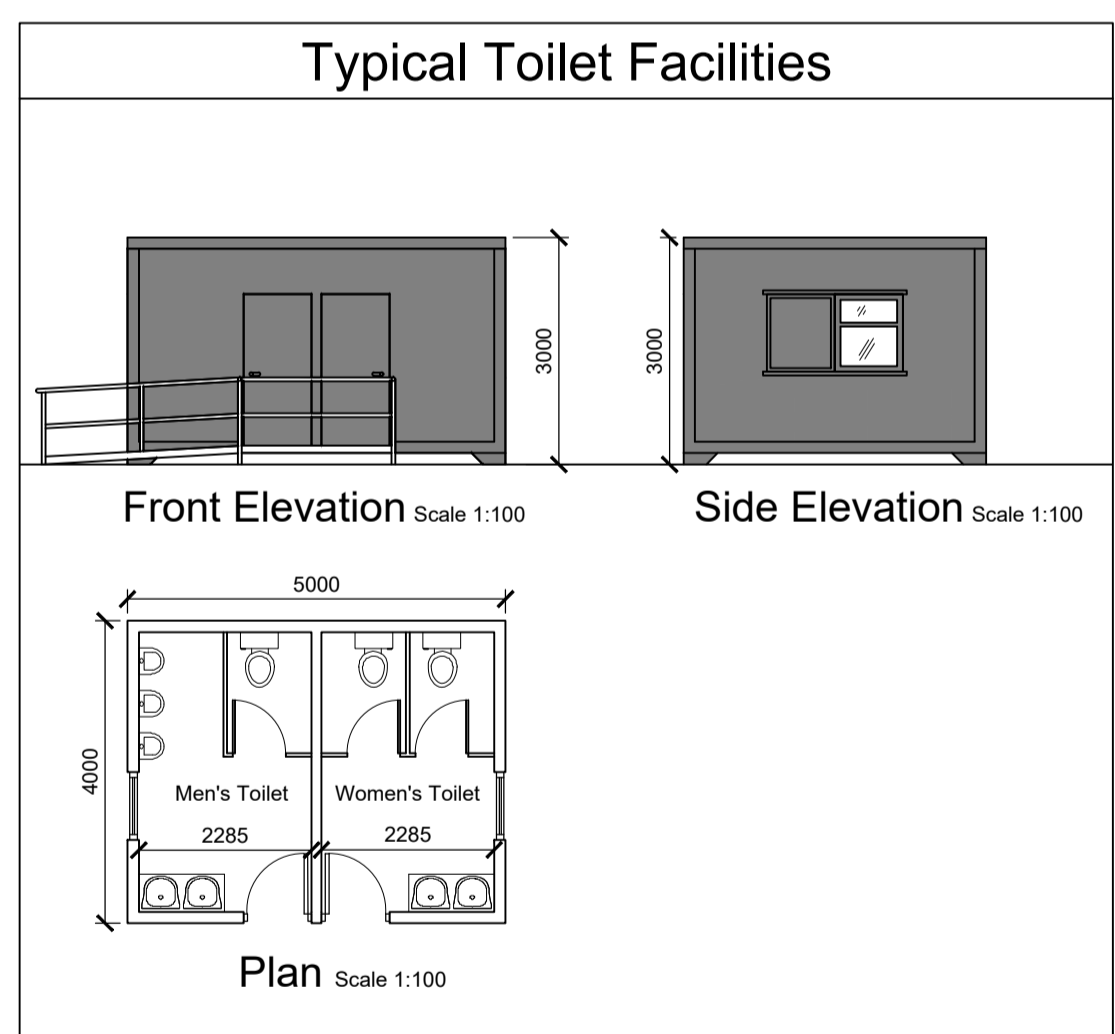 Typical Toilet Facilities
3000
3000
Front Elevation Scale 1:100
Side Elevation Scale 1:100
5000
4000
Men's Toilet
Women's Toilet
2285
2285
Plan Scale 1:100